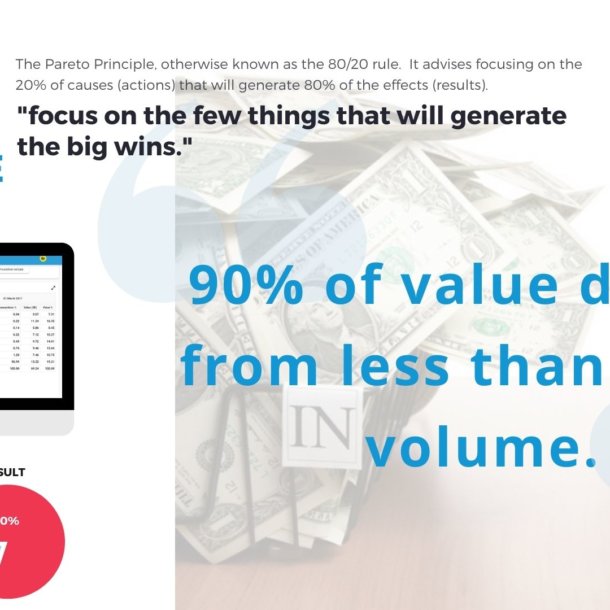 The Pareto Principle, otherwise known as the 80/20 rule. It advises focusing on the
20% of causes (actions) that will generate 80% of the effects (results).
"focus on the few things that will generate
the big wins."
90% of value d
from less than
IN
volume.
SULT
0%